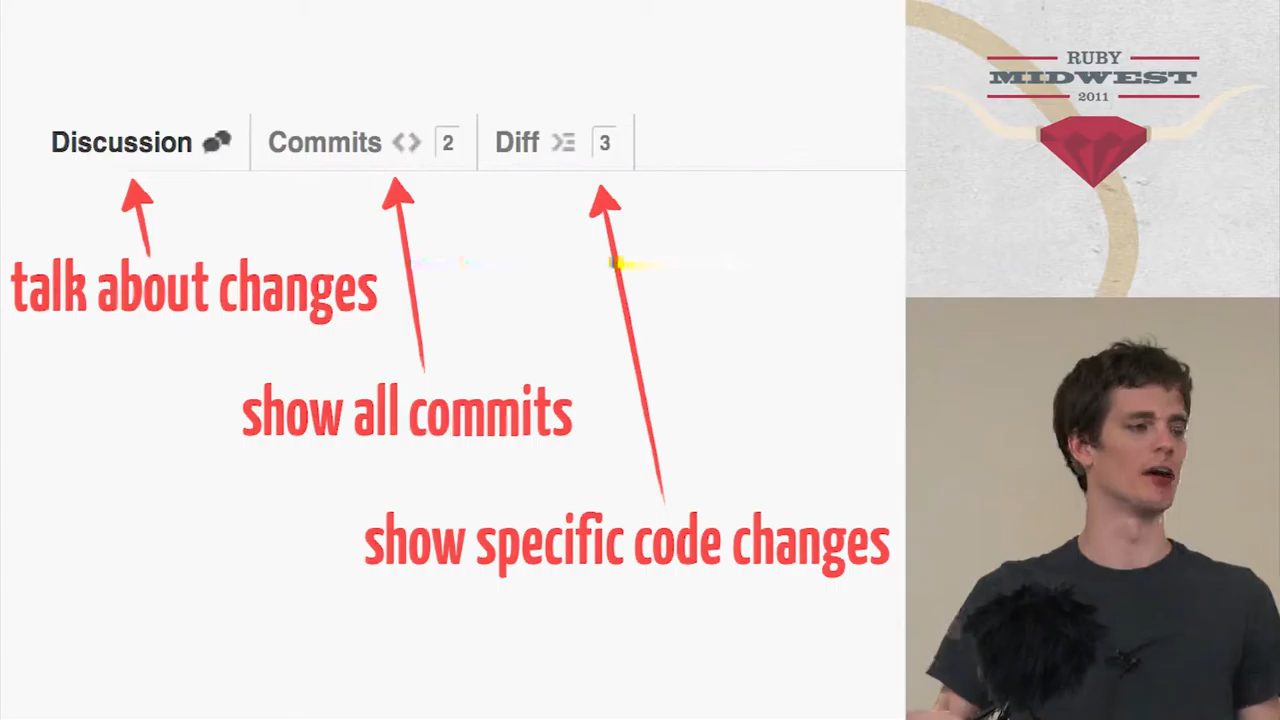 Discussion
Commits 2
Diff 3
talk about changes
show all commits
show specific code changes
RUBY
MIDWEST
2011